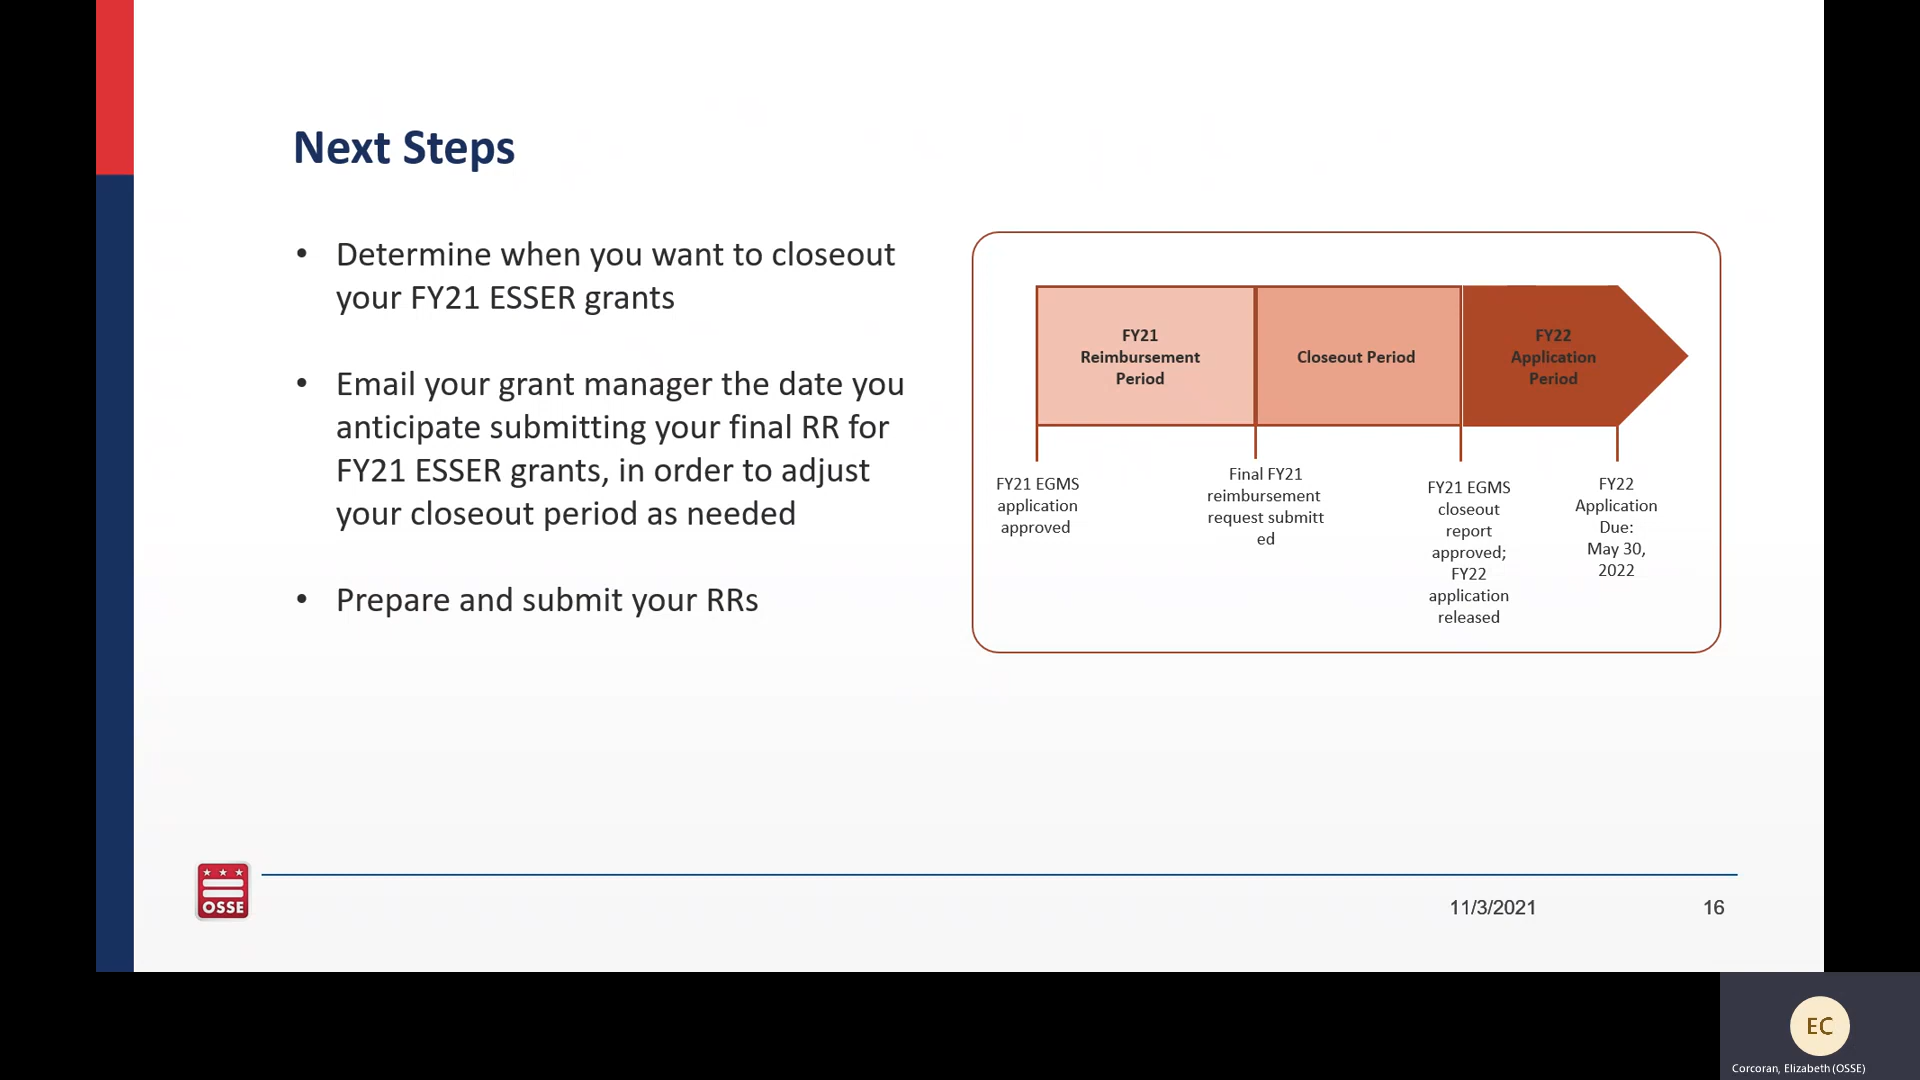 Next Steps
• Determine when you want to closeout
your FY21 ESSER grants
• Email your grant manager the date you
anticipate submitting your final RR for
FY21 ESSER grants, in order to adjust
your closeout period as needed
• Prepare and submit your RRs
FY21
Reimbursement
Period
Closeout Period
FY22
Application
Period
FY21 EGMS
application
approved
Final FY21
reimbursement
request submitt
ed
FY21 EGMS
closeout
report
approved;
FY22
application
released
FY22
Application
Due:
May 30,
2022
OSSE
11/3/2021
16
EC
Corcoran, Elizabeth (OSSE)